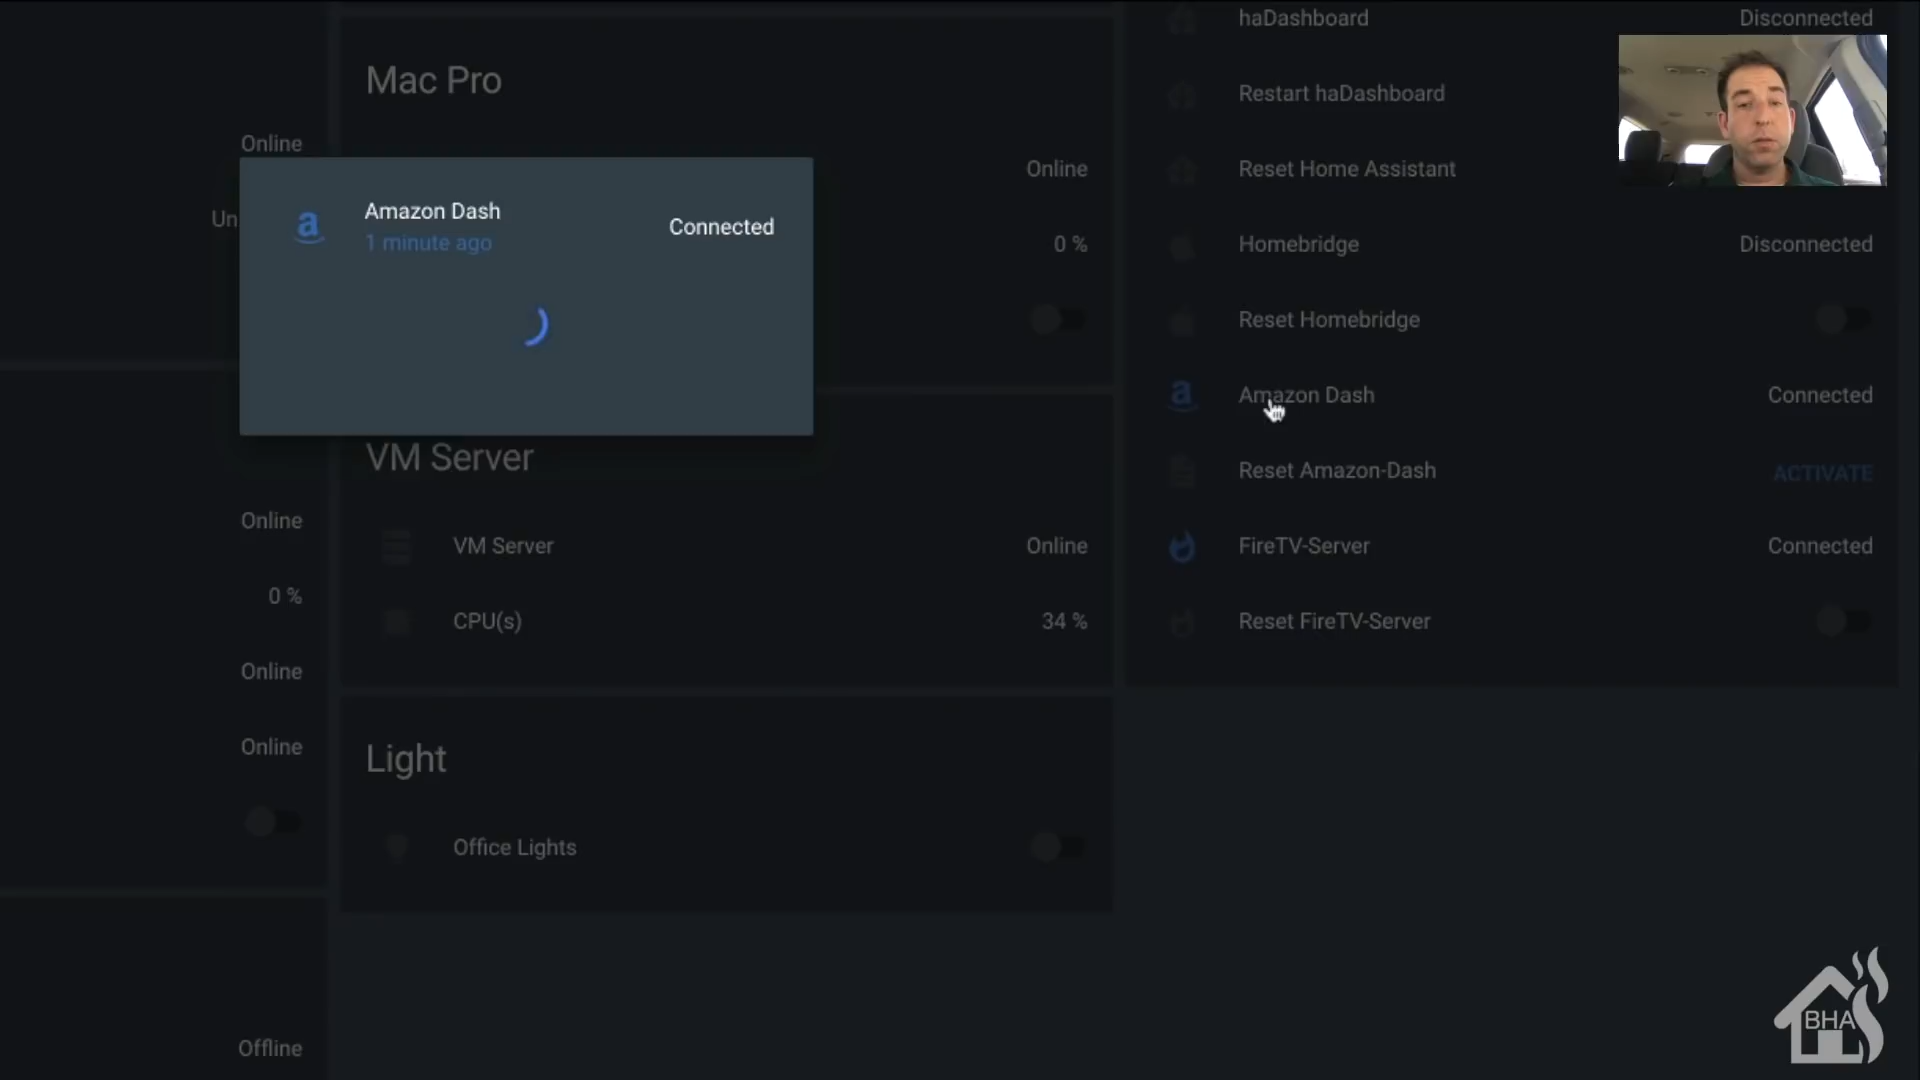 Online
Un
Online
0 %
Online
Online
Offline
Mac Pro
Online
0 %
Amazon Dash
1 minute ago
Connected
VM Server
VM Server
Online
CPU(s)
34 %
Light
Office Lights
haDashboard
Disconnected
Restart haDashboard
Reset Home Assistant
Homebridge
Disconnected
Reset Homebridge
Amazon Dash
Connected
Reset Amazon-Dash
ACTIVATE
FireTV-Server
Connected
Reset FireTV-Server
BHA